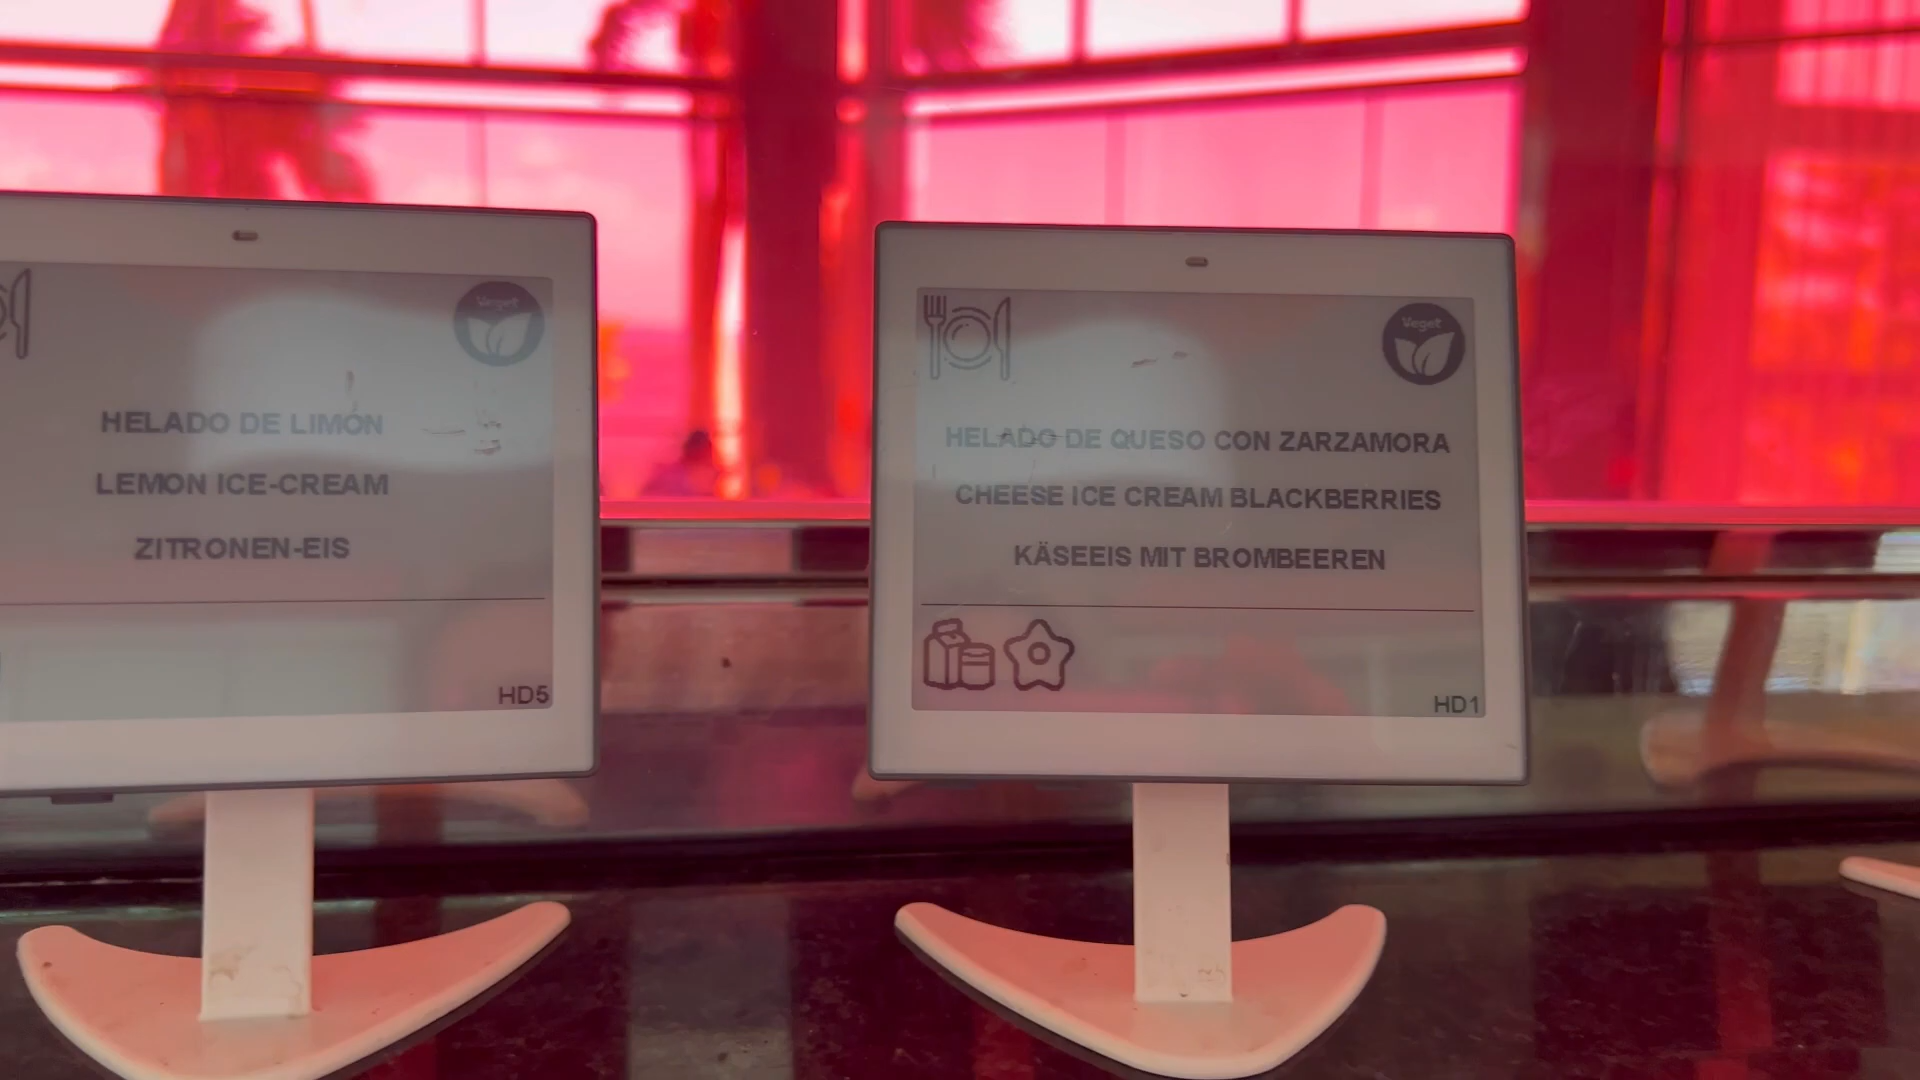 Veget
HELADO DE LIMÓN
LEMON ICE-CREAM
ZITRONEN-EIS
HD5
Veget
HELADO DE QUESO CON ZARZAMORA
CHEESE ICE CREAM BLACKBERRIES
KÄSEEIS MIT BROMBEEREN
HD1